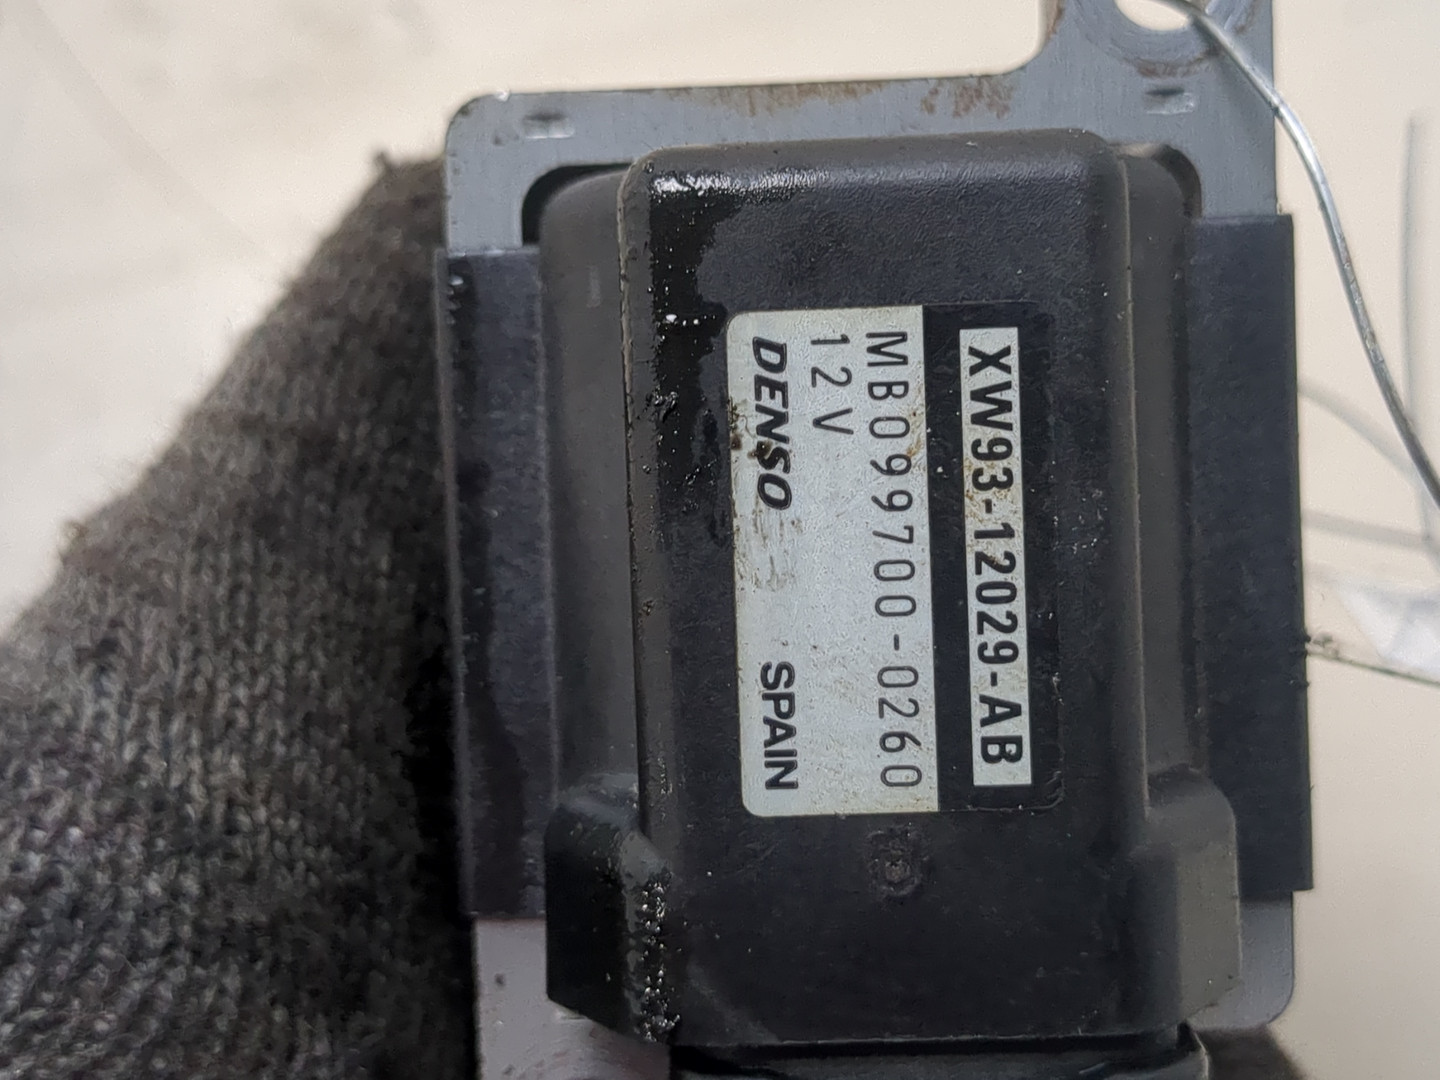 XW93-12029-AB
MB099700-0260
12V
DENSO SPAIN